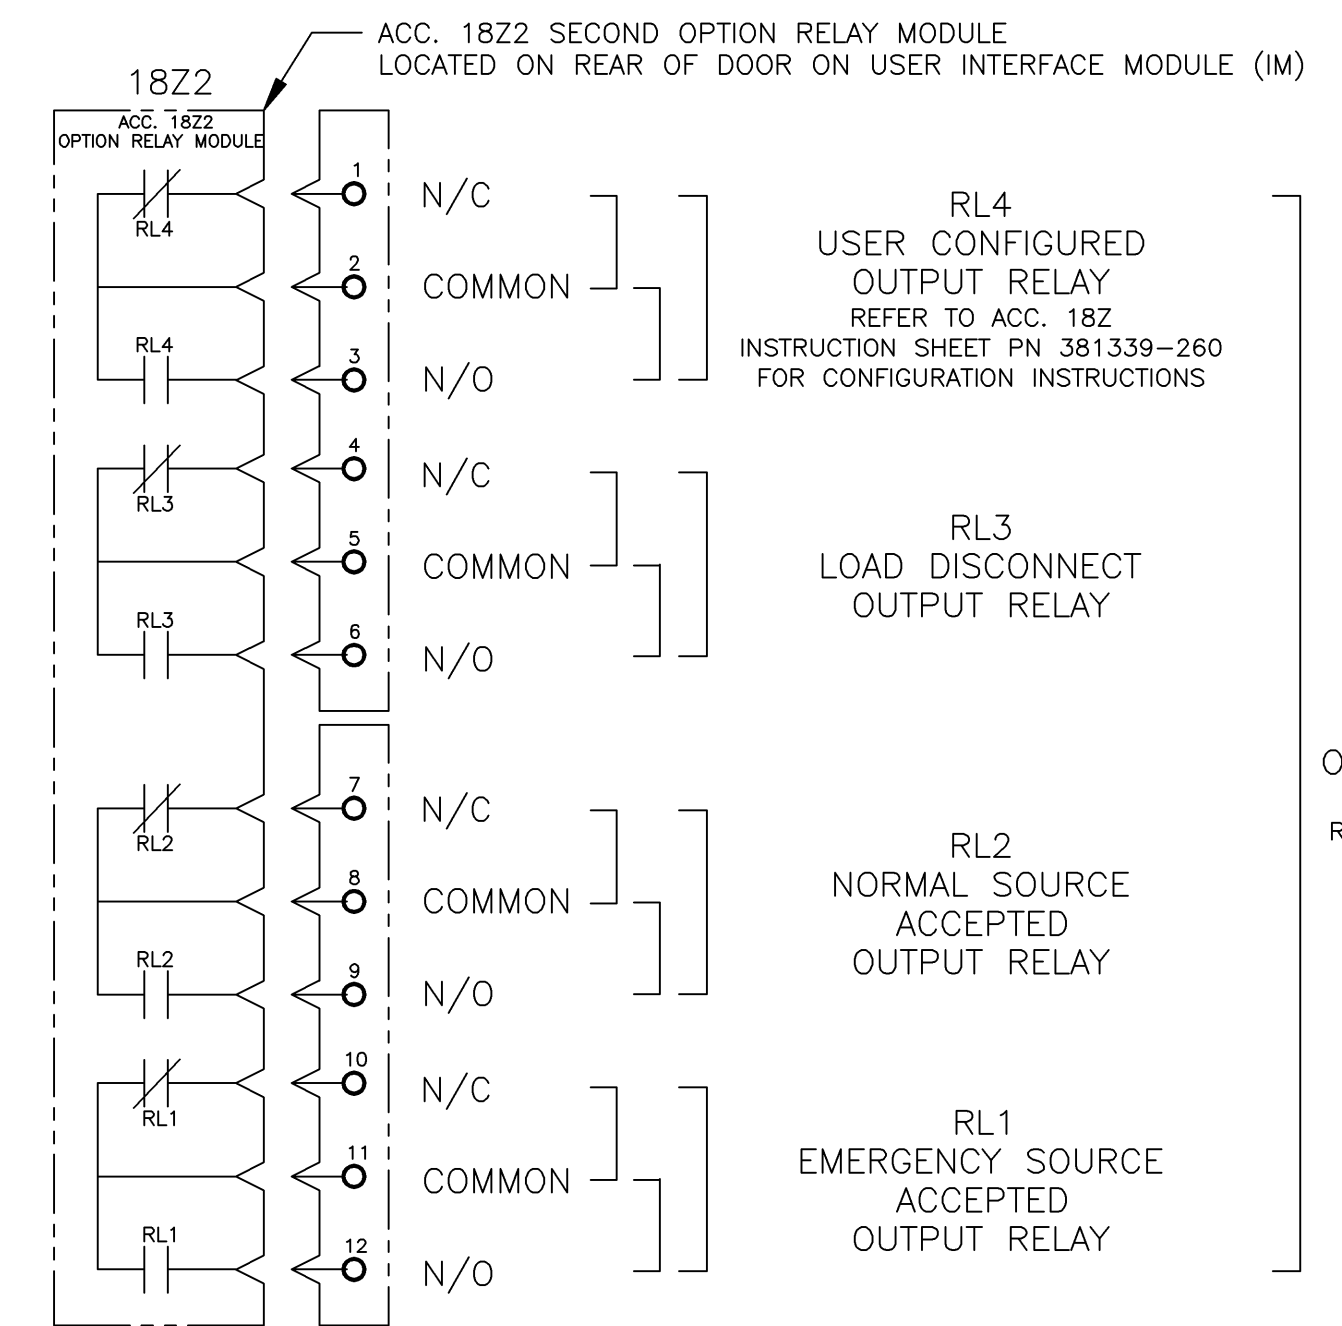 ACC. 18Z2 SECOND OPTION RELAY MODULE
LOCATED ON REAR OF DOOR ON USER INTERFACE MODULE (IM)
18Z2
ACC. 18Z2
OPTION RELAY MODULE
RL4
1
N/C
2
COMMON
RL4
3
N/O
RL4
USER CONFIGURED
OUTPUT RELAY
REFER TO ACC. 18Z
INSTRUCTION SHEET PN 381339-260
FOR CONFIGURATION INSTRUCTIONS
RL3
4
N/C
5
COMMON
RL3
6
N/O
RL3
LOAD DISCONNECT
OUTPUT RELAY
RL2
7
N/C
8
COMMON
RL2
9
N/O
RL2
NORMAL SOURCE
ACCEPTED
OUTPUT RELAY
RL1
10
N/C
11
COMMON
RL1
12
N/O
RL1
EMERGENCY SOURCE
ACCEPTED
OUTPUT RELAY